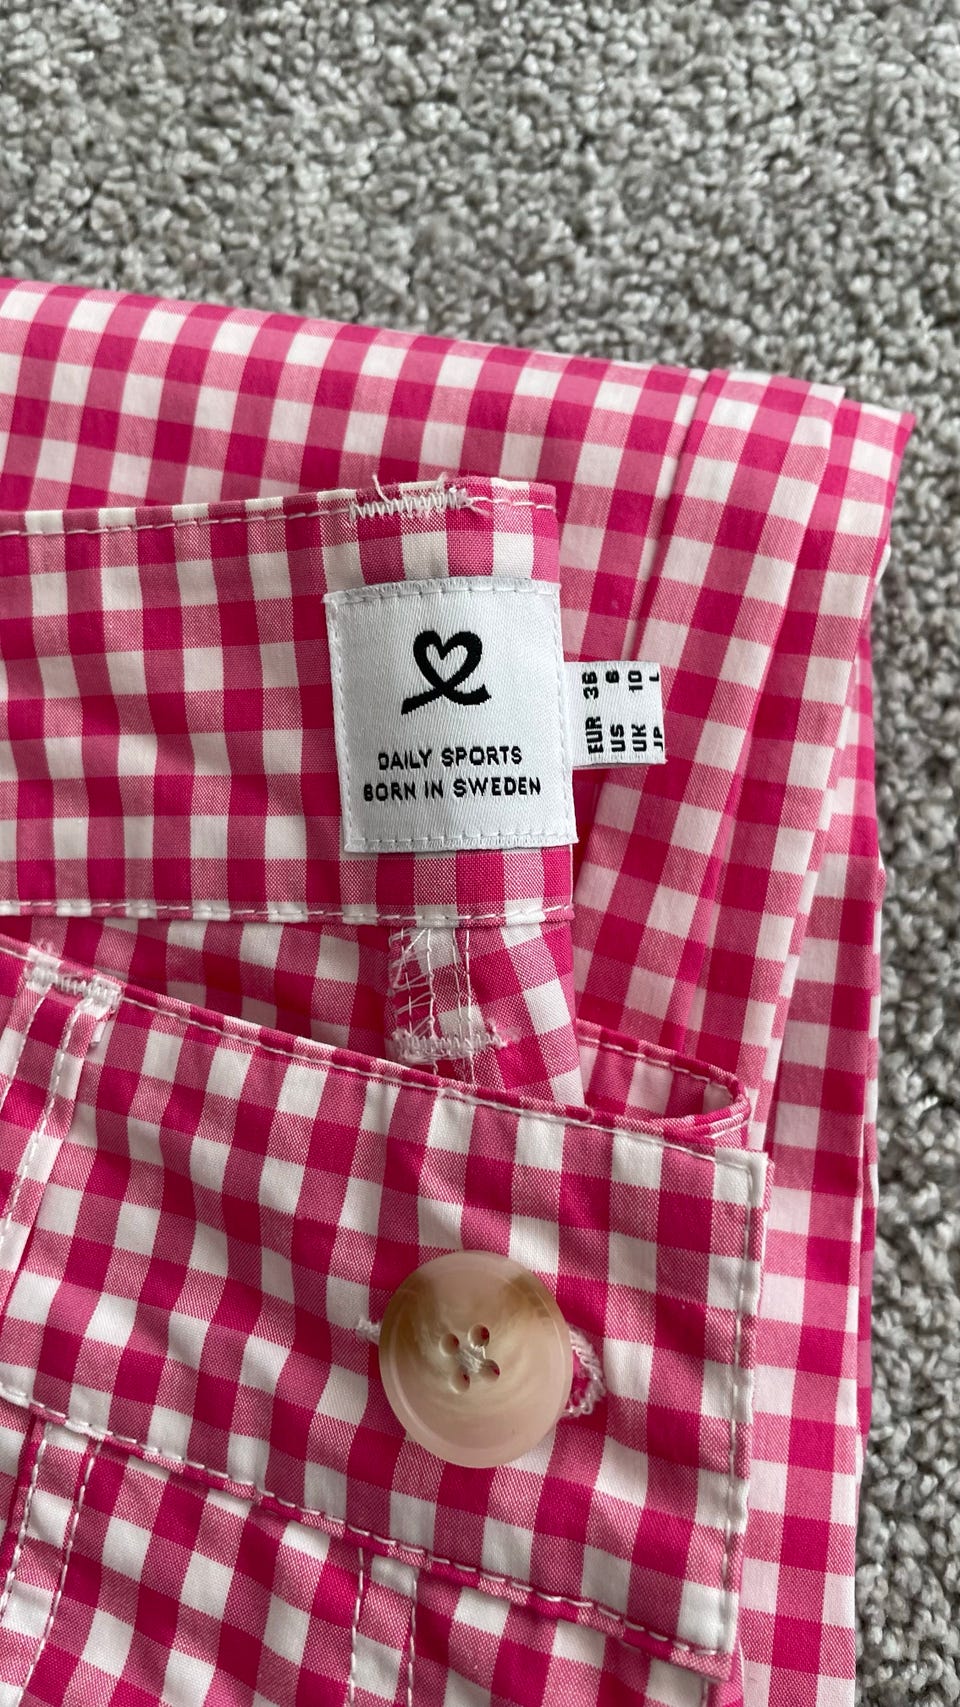 DAILY SPORTS
BORN IN SWEDEN
EUR 36
US 6
UK 10
JP L